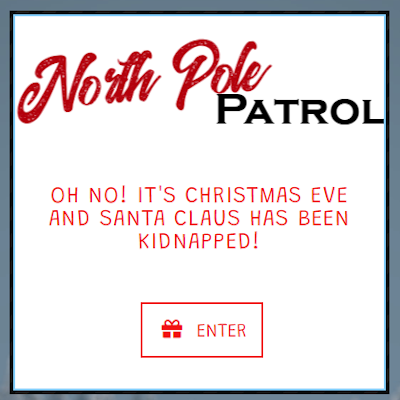 North Pole
PATROL
OH NO! IT'S CHRISTMAS EVE
AND SANTA CLAUS HAS BEEN
KIDNAPPED!
ENTER